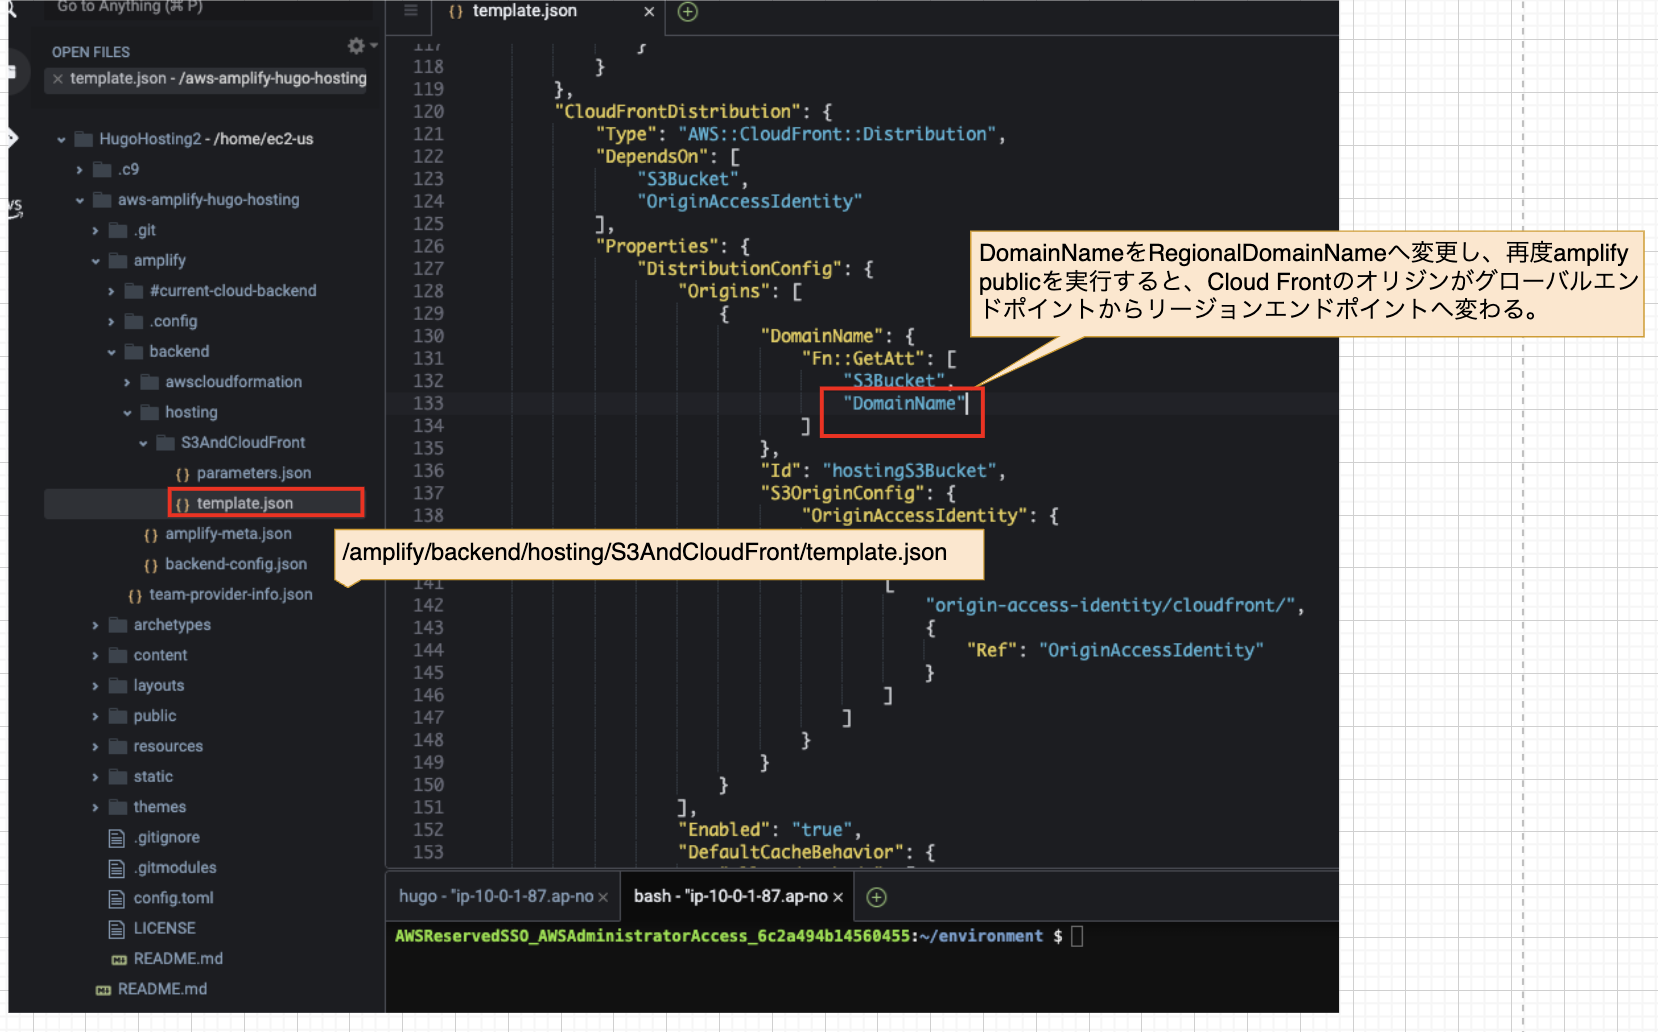 Go to Anything (⌘ P)
OPEN FILES
template.json - /aws-amplify-hugo-hosting
HugoHosting2 - /home/ec2-us
.c9
aws-amplify-hugo-hosting
.git
amplify
#current-cloud-backend
.config
backend
awscloudformation
hosting
S3AndCloudFront
{} parameters.json
{} template.json
{} amplify-meta.json
{} backend-config.json
{} team-provider-info.json
archetypes
content
layouts
public
resources
static
themes
.gitignore
.gitmodules
config.toml
LICENSE
README.md
README.md
{} template.json ×
117 }
118 }
119 },
120 "CloudFrontDistribution": {
121 "Type": "AWS::CloudFront::Distribution",
122 "DependsOn": [
123 "S3Bucket",
124 "OriginAccessIdentity"
125 ],
126 "Properties": {
127 "DistributionConfig": {
128 "Origins": [
129 {
130 "DomainName": {
131 "Fn::GetAtt": [
132 "S3Bucket",
133 "DomainName"
134 ]
135 },
136 "Id": "hostingS3Bucket",
137 "S3OriginConfig": {
138 "OriginAccessIdentity": {
141 [
142 "origin-access-identity/cloudfront/",
143 {
144 "Ref": "OriginAccessIdentity"
145 }
146 ]
147 ]
148 }
149 }
150 }
151 ],
152 "Enabled": "true",
153 "DefaultCacheBehavior": {
DomainNameをRegionalDomainNameへ変更し、再度amplify
publicを実行すると、Cloud Frontのオリジンがグローバルエン
ドポイントからリージョンエンドポイントへ変わる。
/amplify/backend/hosting/S3AndCloudFront/template.json
hugo - "ip-10-0-1-87.ap-no ×
bash - "ip-10-0-1-87.ap-no ×
AWSReservedSSO_AWSAdministratorAccess_6c2a494b14560455:~/environment $